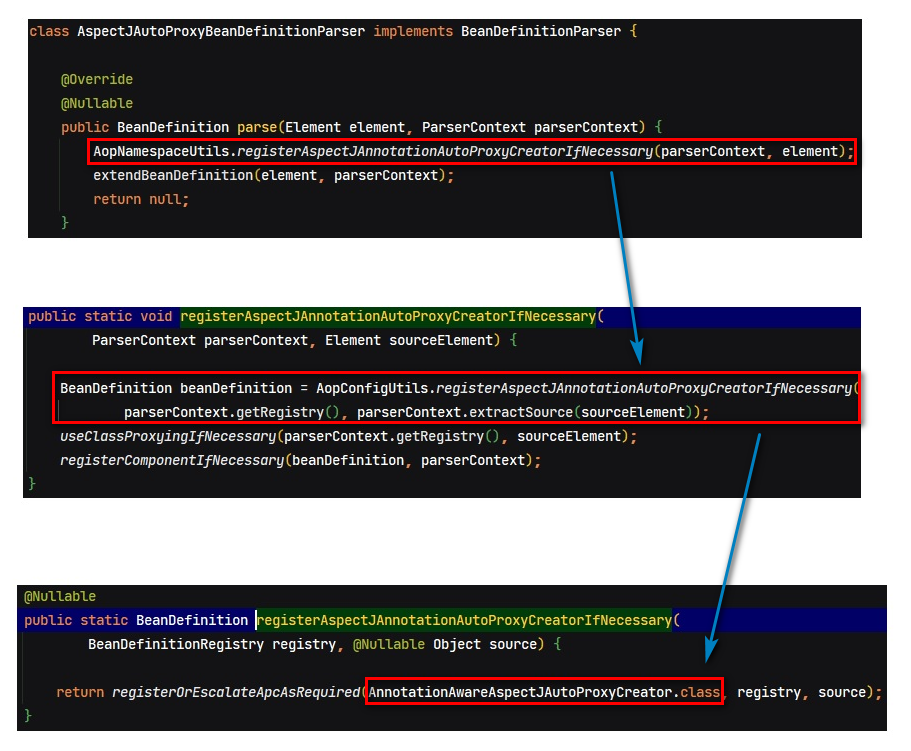 class AspectJAutoProxyBeanDefinitionParser implements BeanDefinitionParser {
@Override
@Nullable
public BeanDefinition parse(Element element, ParserContext parserContext) {
AopNamespaceUtils.registerAspectJAnnotationAutoProxyCreatorIfNecessary(parserContext, element);
extendBeanDefinition(element, parserContext);
return null;
}
public static void registerAspectJAnnotationAutoProxyCreatorIfNecessary(
ParserContext parserContext, Element sourceElement) {
BeanDefinition beanDefinition = AopConfigUtils.registerAspectJAnnotationAutoProxyCreatorIfNecessary(
parserContext.getRegistry(), parserContext.extractSource(sourceElement));
useClassProxyingIfNecessary(parserContext.getRegistry(), sourceElement);
registerComponentIfNecessary(beanDefinition, parserContext);
}
@Nullable
public static BeanDefinition registerAspectJAnnotationAutoProxyCreatorIfNecessary(
BeanDefinitionRegistry registry, @Nullable Object source) {
return registerOrEscalateApcAsRequired(AnnotationAwareAspectJAutoProxyCreator.class, registry, source);
}